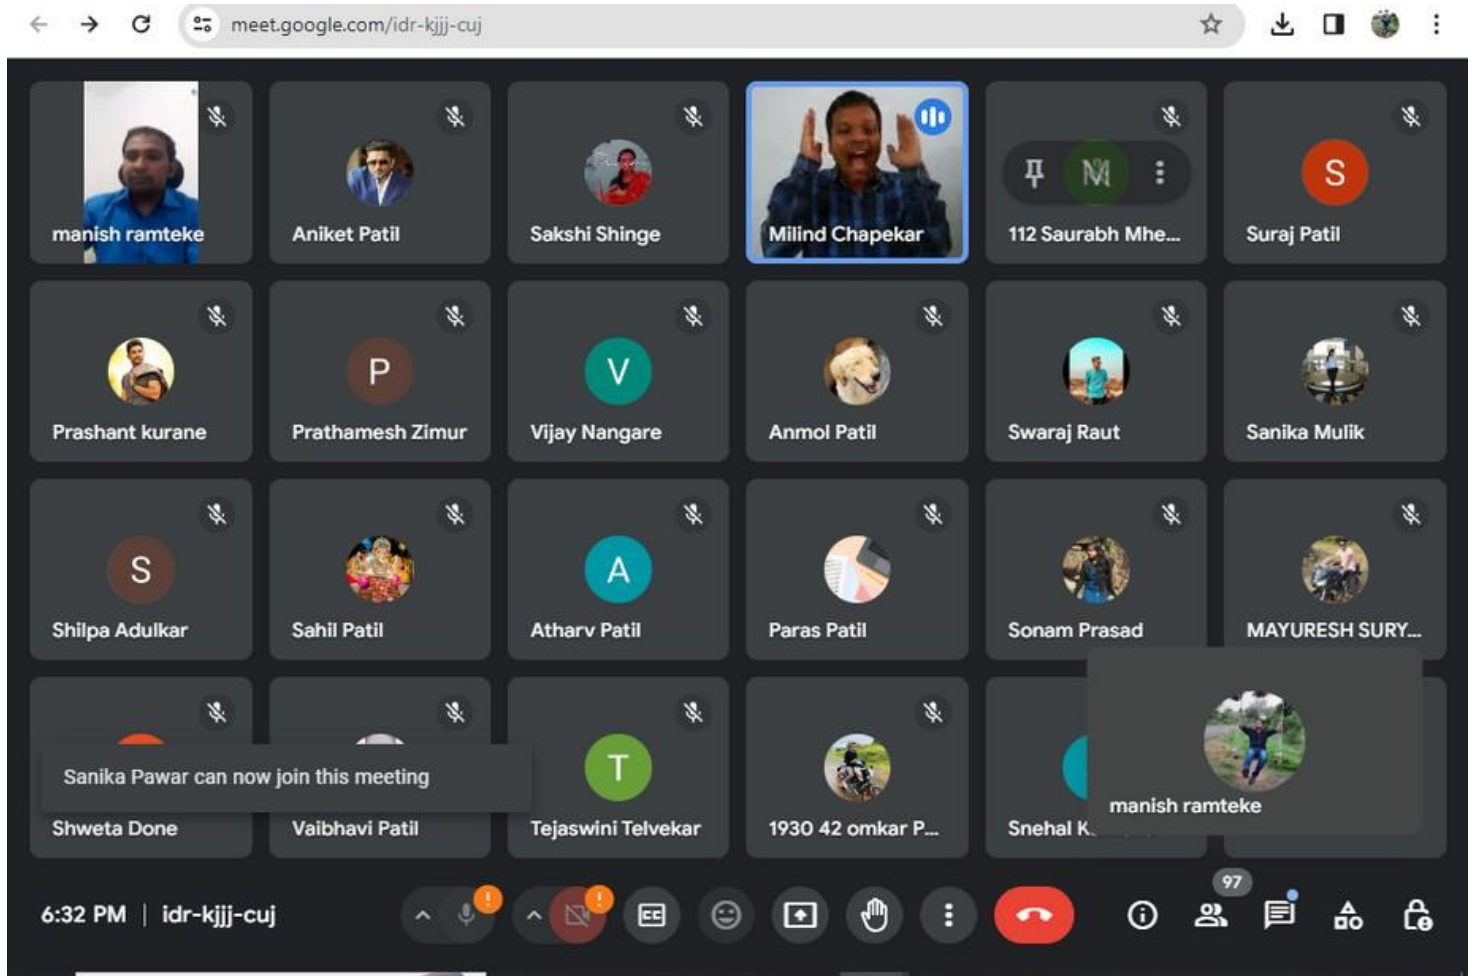 meet.google.com/idr-kjjj-cuj
manish ramteke
Aniket Patil
Sakshi Shinge
Milind Chapekar
M
112 Saurabh Mhe...
S
Suraj Patil
Prashant kurane
P
Prathamesh Zimur
V
Vijay Nangare
Anmol Patil
Swaraj Raut
Sanika Mulik
S
Shilpa Adulkar
Sahil Patil
A
Atharv Patil
Paras Patil
Sonam Prasad
MAYURESH SURY...
Sanika Pawar can now join this meeting
Shweta Done
Vaibhavi Patil
T
Tejaswini Telvekar
1930 42 omkar P...
Snehal
manish ramteke
6:32 PM | idr-kjjj-cuj
CC
97